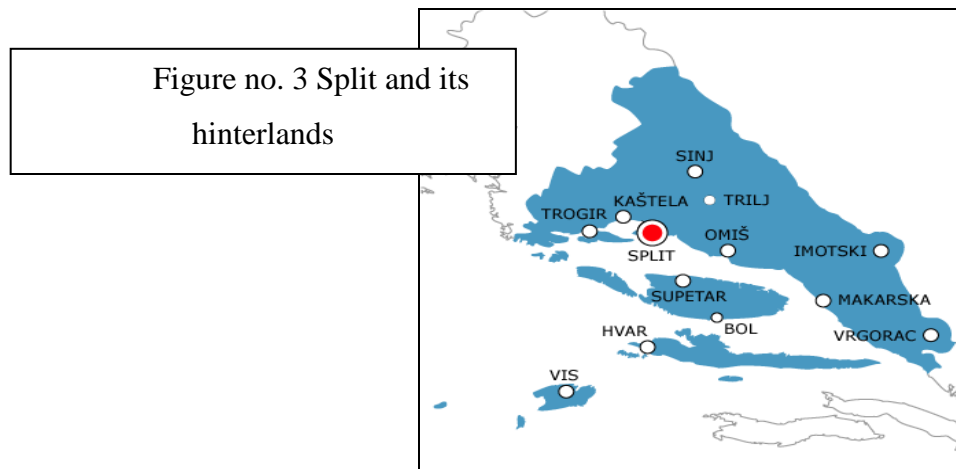 Figure no. 3 Split and its
hinterlands
SINJ
TRILJ
KAŠTELA
TROGIR
OMIŠ
SPLIT
IMOTSKI
SUPETAR
MAKARSKA
BOL
HVAR
VRGORAC
VIS